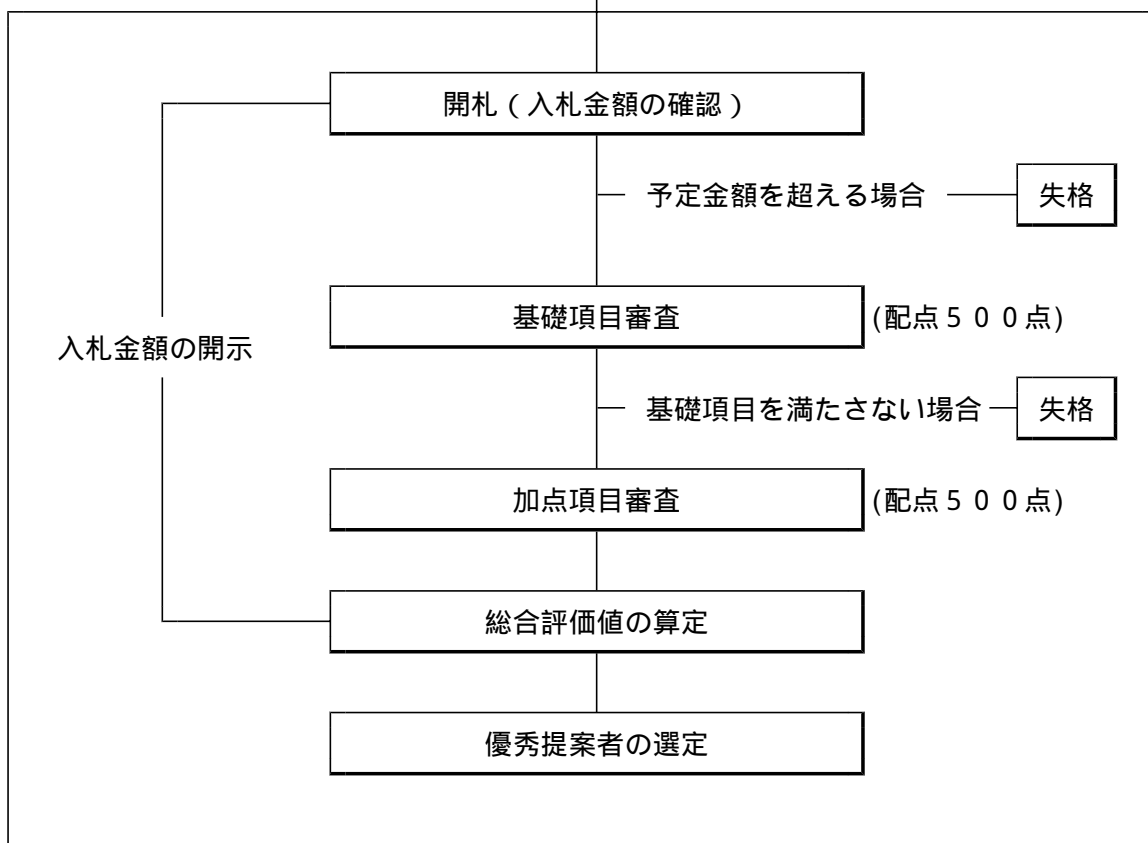 開札（入札金額の確認）
予定金額を超える場合
失格
基礎項目審査
(配点５００点)
入札金額の開示
基礎項目を満たさない場合
失格
加点項目審査
(配点５００点)
総合評価値の算定
優秀提案者の選定